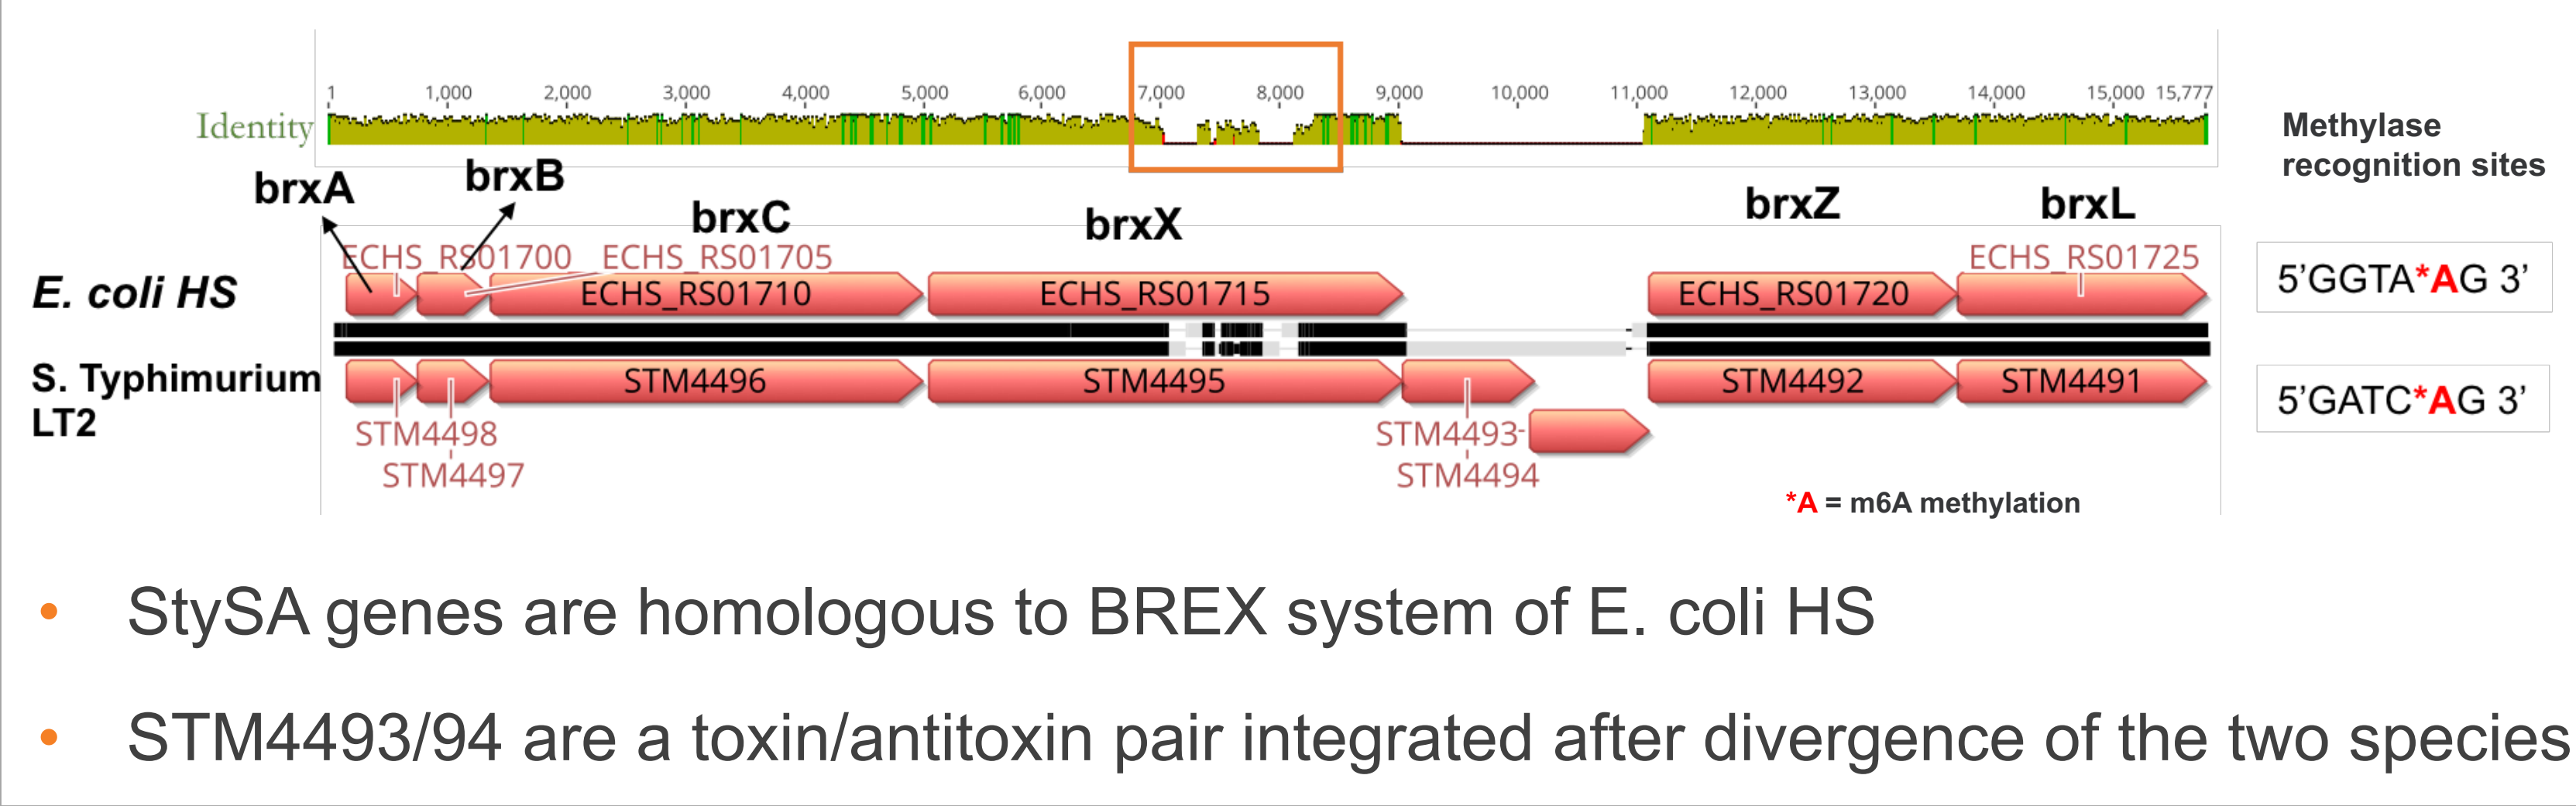 1 1,000 2,000 3,000 4,000 5,000 6,000 7,000 8,000 9,000 10,000 11,000 12,000 13,000 14,000 15,000 15,777
Identity
Methylase
recognition sites
brxA brxB brxC brxX brxZ brxL
ECHS_RS01700 ECHS_RS01705 ECHS_RS01725
E. coli HS ECHS_RS01710 ECHS_RS01715 ECHS_RS01720 5'GGTA*AG 3'
S. Typhimurium
LT2
STM4496 STM4495 STM4492 STM4491 5'GATC*AG 3'
STM4498 STM4493
STM4497 STM4494
*A = m6A methylation
• StySA genes are homologous to BREX system of E. coli HS
• STM4493/94 are a toxin/antitoxin pair integrated after divergence of the two species